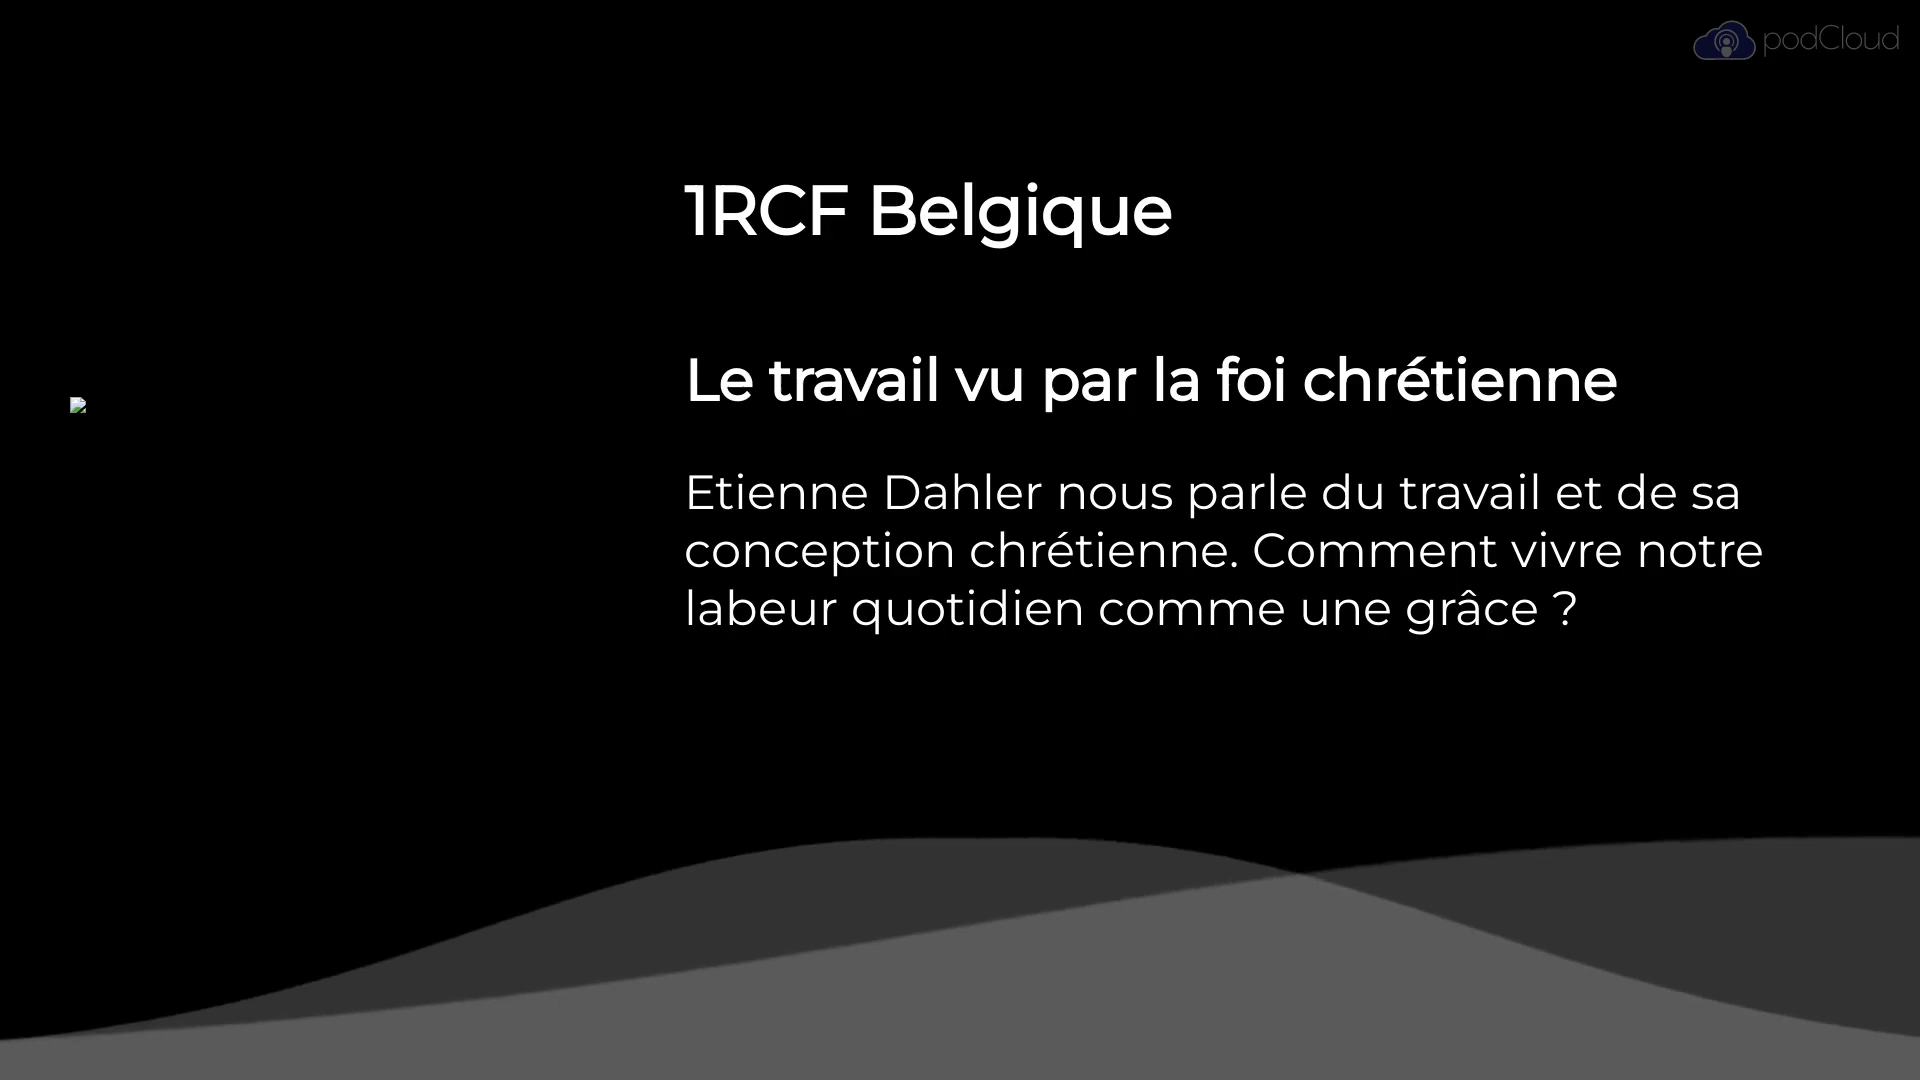 podCloud
1RCF Belgique
Le travail vu par la foi chrétienne
Etienne Dahler nous parle du travail et de sa
conception chrétienne. Comment vivre notre
labeur quotidien comme une grâce ?